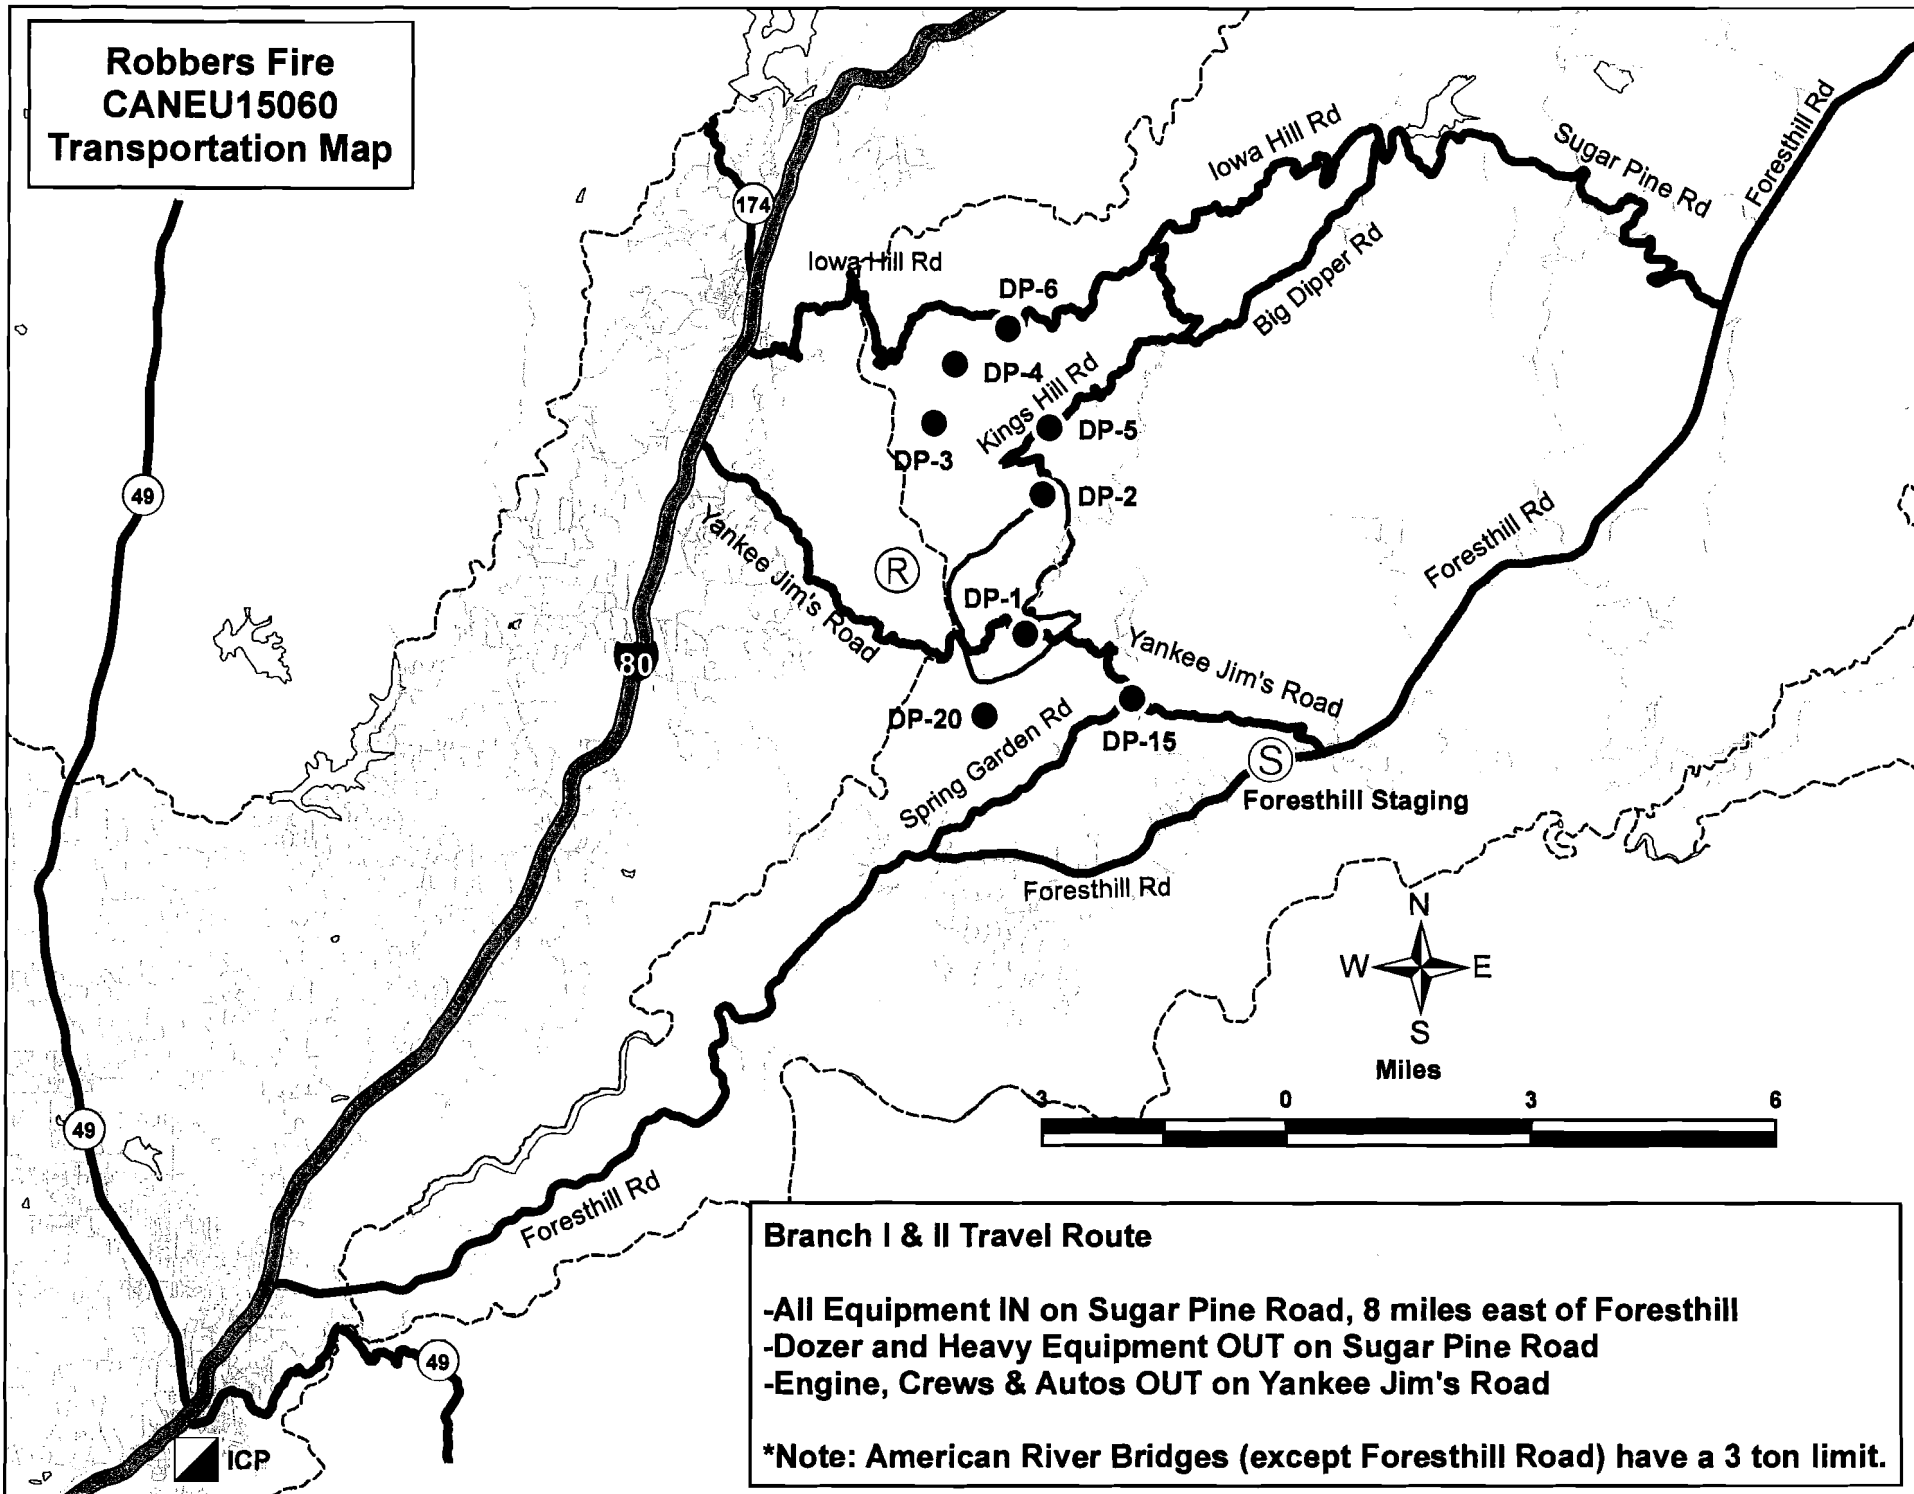 Robbers Fire
CANEU15060
Transportation Map
174
Iowa Hill Rd
Sugar Pine Rd
Foresthill Rd
Iowa Hill Rd
DP-6
Big Dipper Rd
DP-4
Kings Hill Rd
DP-5
DP-3
49
DP-2
Yankee Jim's Road
R
Foresthill Rd
DP-1
80
Yankee Jim's Road
DP-20
Spring Garden Rd
DP-15
S
Foresthill Staging
Foresthill Rd
N
W E
S
Miles
3 0 3 6
49
Foresthill Rd
49
ICP
Branch I & II Travel Route
-All Equipment IN on Sugar Pine Road, 8 miles east of Foresthill
-Dozer and Heavy Equipment OUT on Sugar Pine Road
-Engine, Crews & Autos OUT on Yankee Jim's Road
*Note: American River Bridges (except Foresthill Road) have a 3 ton limit.